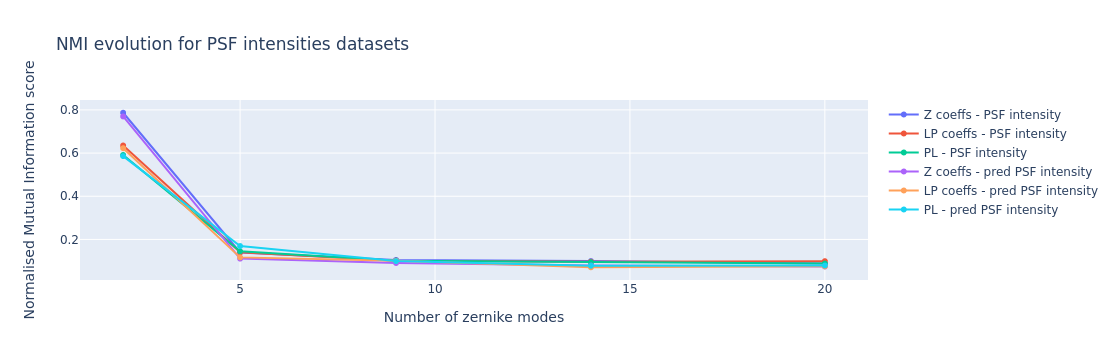 NMI evolution for PSF intensities datasets
Normalised Mutual Information score
0.8
0.6
0.4
0.2
5
10
15
20
Number of zernike modes
Z coeffs - PSF intensity
LP coeffs - PSF intensity
PL - PSF intensity
Z coeffs - pred PSF intensity
LP coeffs - pred PSF intensity
PL - pred PSF intensity